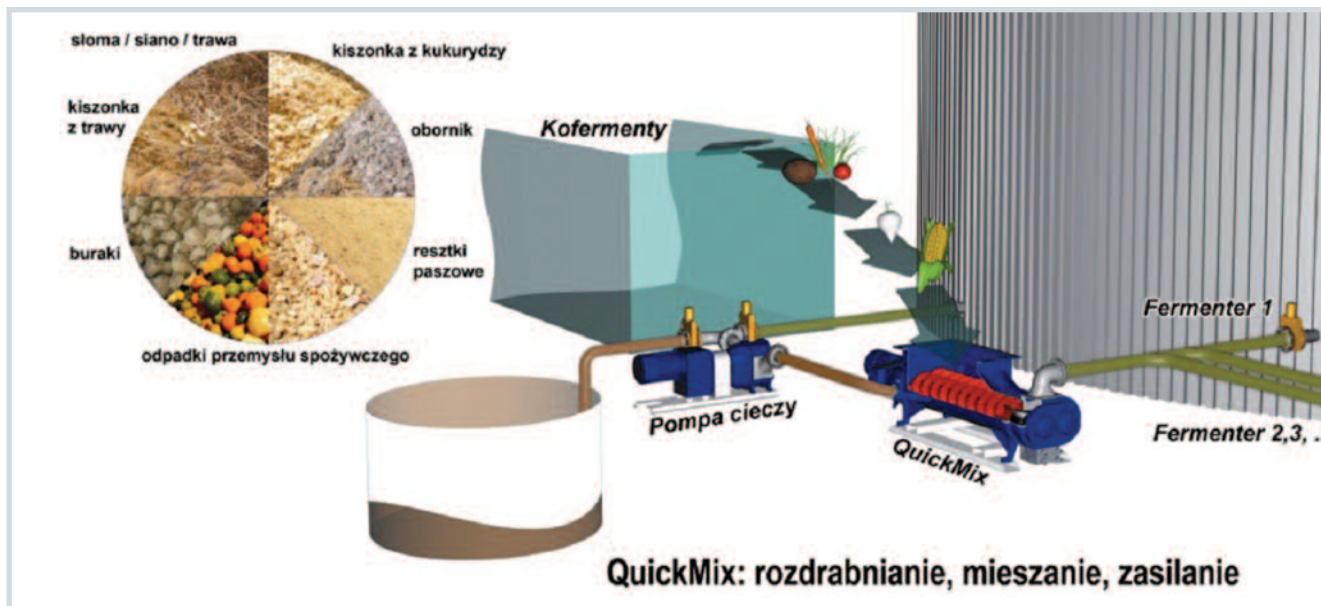 słoma / siano / trawa
kiszonka z kukurydzy
kiszonka
z trawy
obornik
Kofermenty
buraki
resztki
paszowe
Fermenter 1
odpadki przemysłu spożywczego
Pompa cieczy
Fermenter 2,3, .
QuickMix
QuickMix: rozdrabnianie, mieszanie, zasilanie